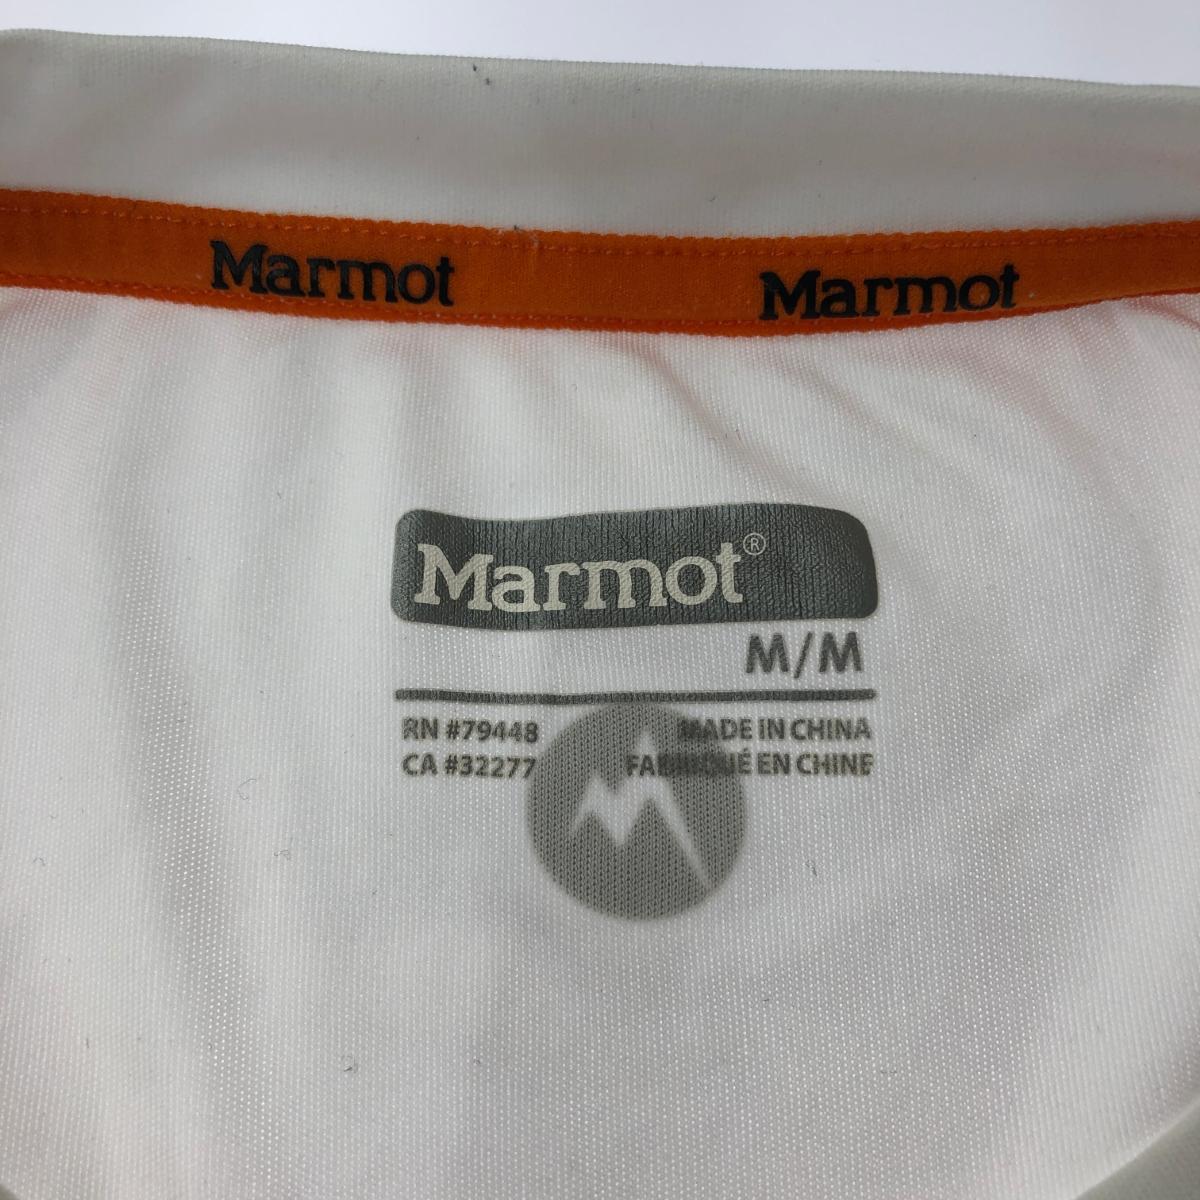 Marmot Marmot
Marmot®
M/M
RN #79448 MADE IN CHINA
CA #32277 FABRIQUÉ EN CHINE